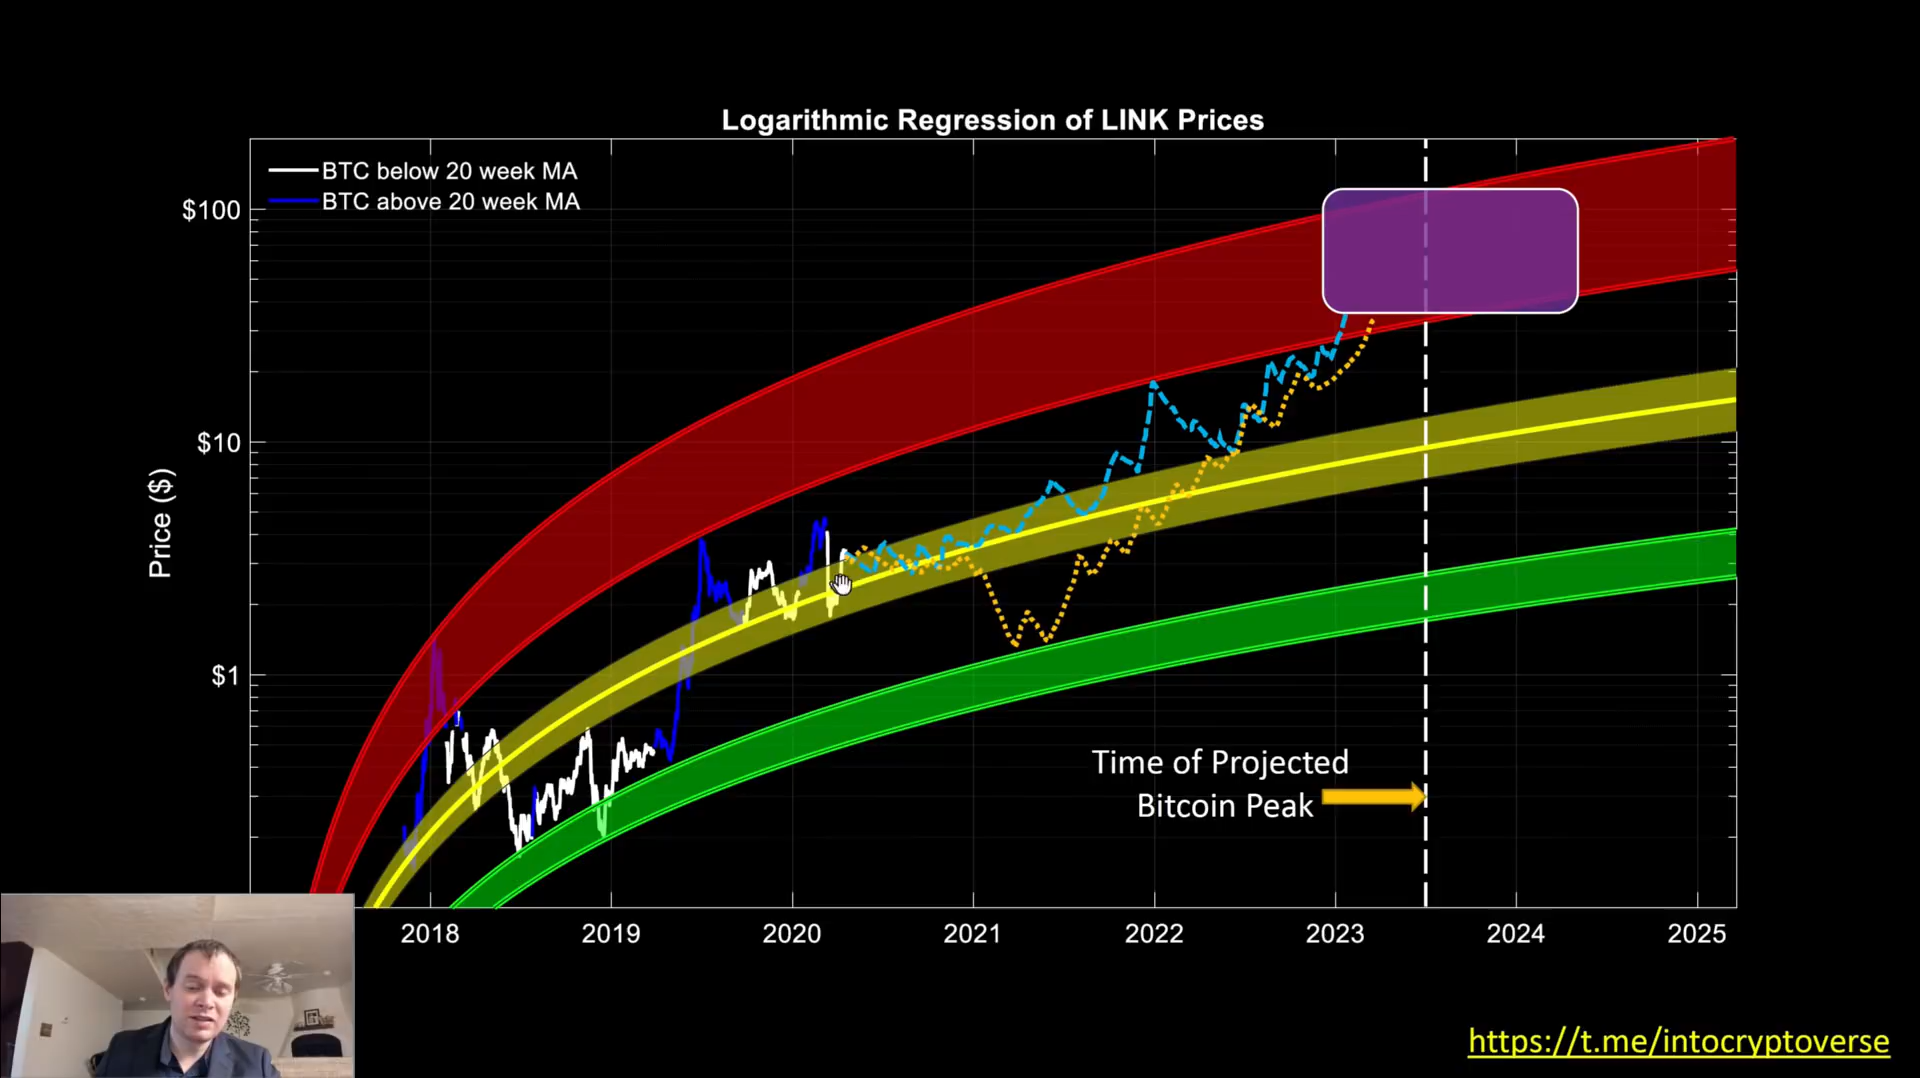 Logarithmic Regression of LINK Prices
BTC below 20 week MA
BTC above 20 week MA
$100
$10
$1
Price ($)
Time of Projected
Bitcoin Peak
2018 2019 2020 2021 2022 2023 2024 2025
https://t.me/intocryptoverse